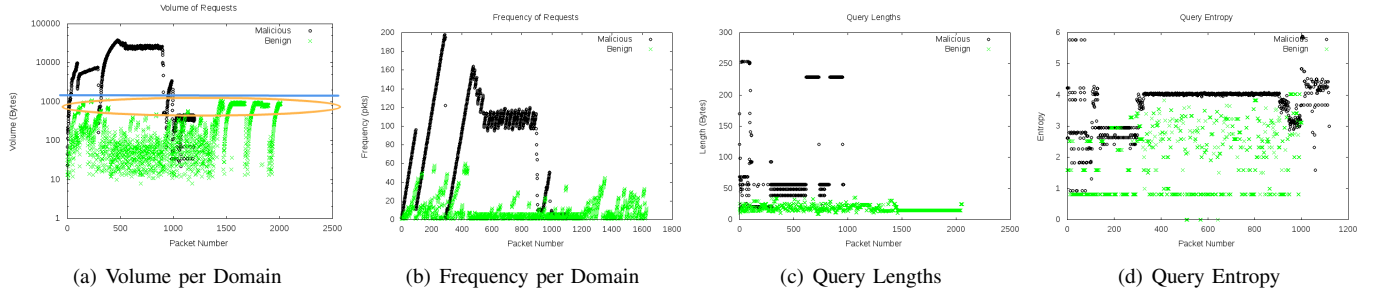 Volume of Requests
Malicious
Benign
Volume (Bytes)
100000
10000
1000
100
10
1
0
500
1000
1500
2000
2500
Packet Number
(a) Volume per Domain
Frequency of Requests
Malicious
Benign
Frequency (pkts)
200
180
160
140
120
100
80
60
40
20
0
0
200
400
600
800
1000
1200
1400
1600
1800
Packet Number
(b) Frequency per Domain
Query Lengths
Malicious
Benign
Length (Bytes)
300
250
200
150
100
50
0
0
500
1000
1500
2000
2500
Packet Number
(c) Query Lengths
Query Entropy
Malicious
Benign
Entropy
6
5
4
3
2
1
0
0
200
400
600
800
1000
1200
Packet Number
(d) Query Entropy